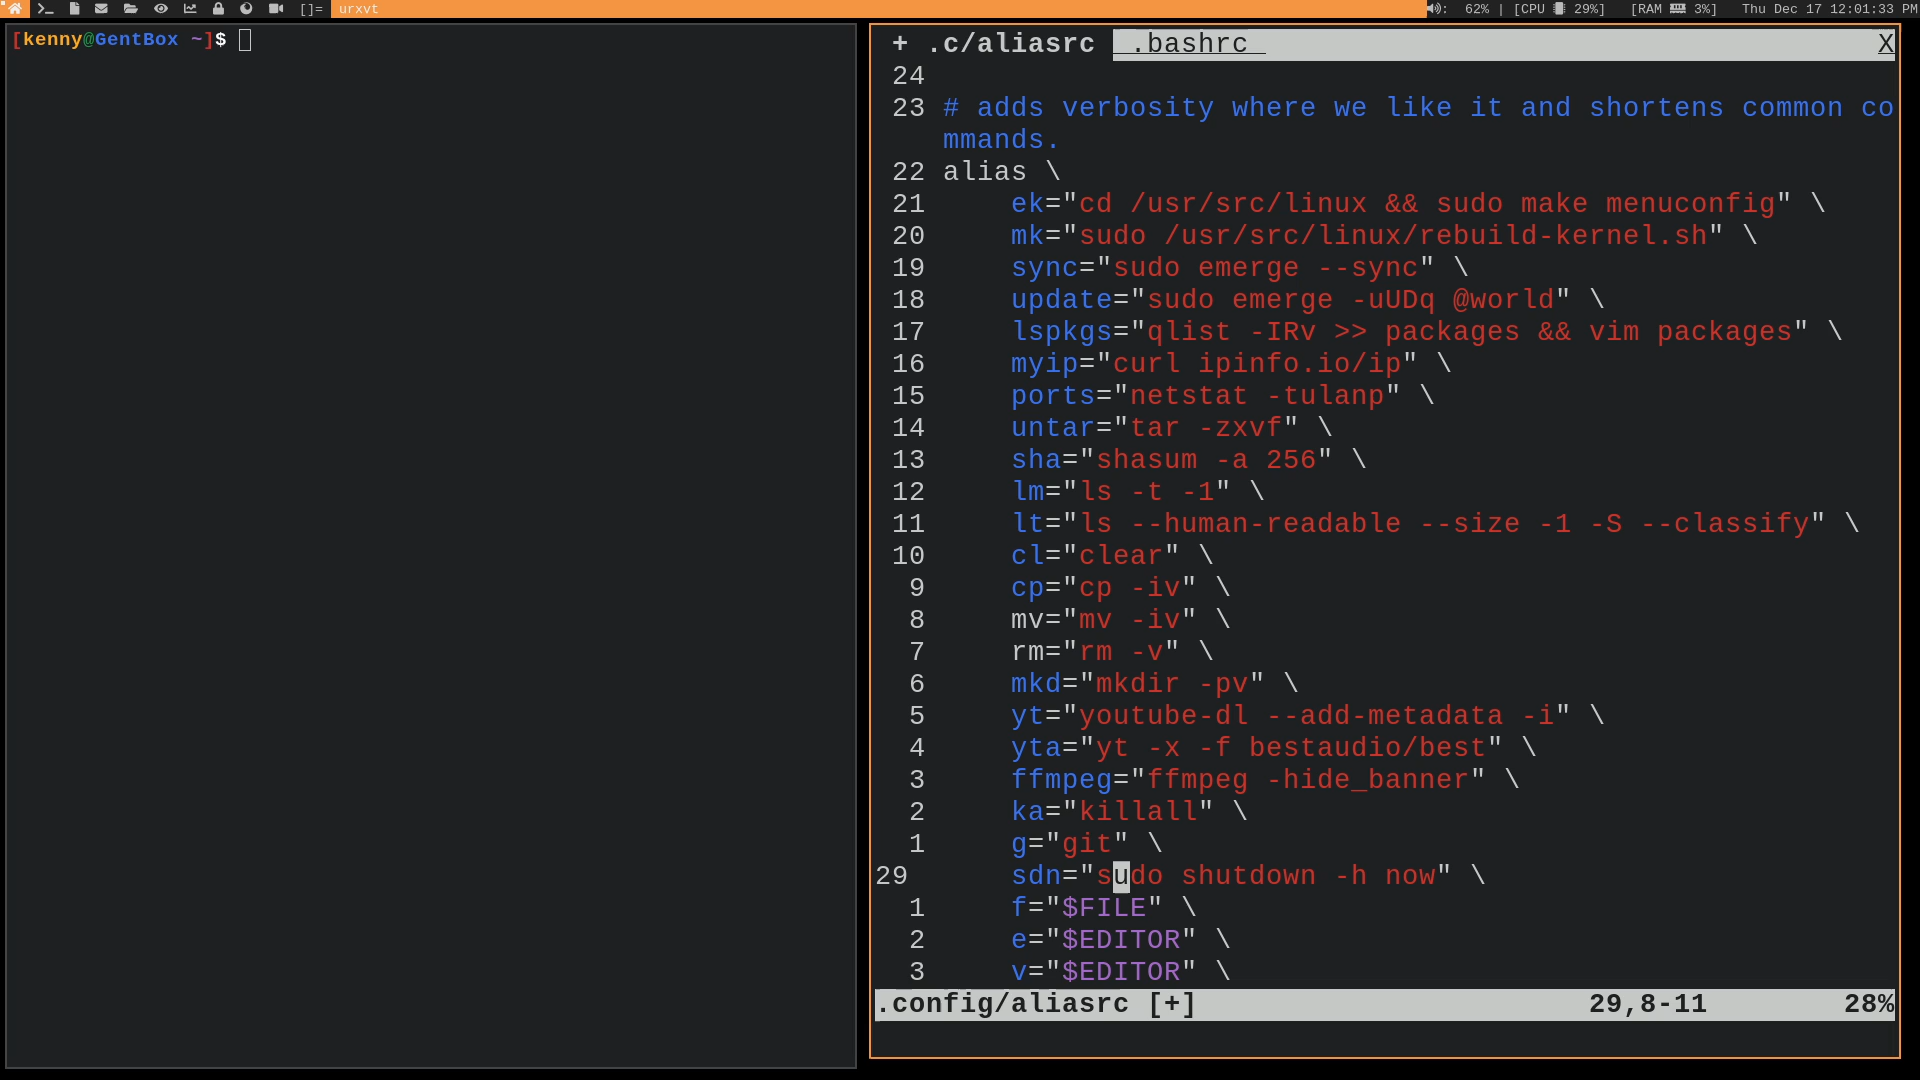 []= urxvt : 62% | [CPU 29%] [RAM 3%] Thu Dec 17 12:01:33 PM
[kenny@GentBox ~]$
+ .c/aliasrc .bashrc X
24
23 # adds verbosity where we like it and shortens common co
mmands.
22 alias \
21 ek="cd /usr/src/linux && sudo make menuconfig" \
20 mk="sudo /usr/src/linux/rebuild-kernel.sh" \
19 sync="sudo emerge --sync" \
18 update="sudo emerge -uUDq @world" \
17 lspkgs="qlist -IRv >> packages && vim packages" \
16 myip="curl ipinfo.io/ip" \
15 ports="netstat -tulanp" \
14 untar="tar -zxvf" \
13 sha="shasum -a 256" \
12 lm="ls -t -1" \
11 lt="ls --human-readable --size -1 -S --classify" \
10 cl="clear" \
9 cp="cp -iv" \
8 mv="mv -iv" \
7 rm="rm -v" \
6 mkd="mkdir -pv" \
5 yt="youtube-dl --add-metadata -i" \
4 yta="yt -x -f bestaudio/best" \
3 ffmpeg="ffmpeg -hide_banner" \
2 ka="killall" \
1 g="git" \
29 sdn="sudo shutdown -h now" \
1 f="$FILE" \
2 e="$EDITOR" \
3 v="$EDITOR" \
.config/aliasrc [+] 29,8-11 28%